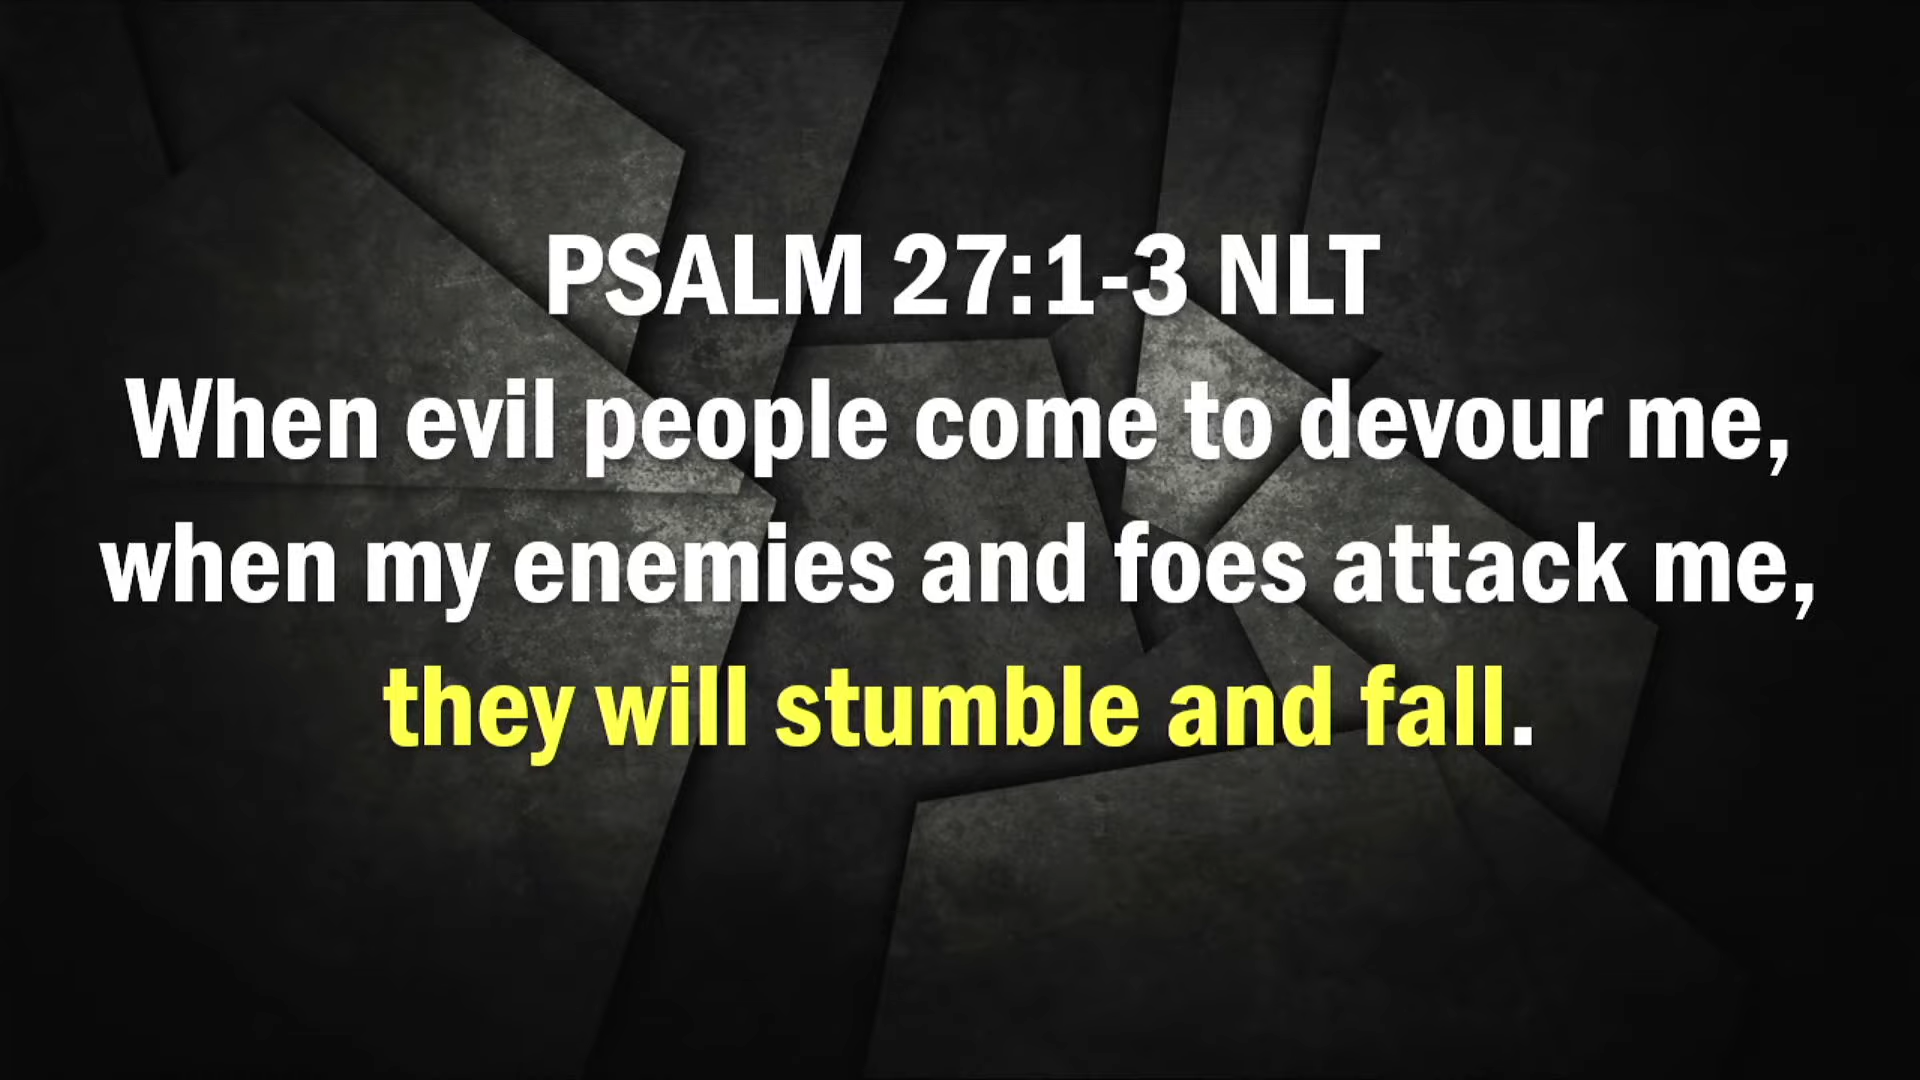 PSALM 27:1-3 NLT
When evil people come to devour me,
when my enemies and foes attack me,
they will stumble and fall.